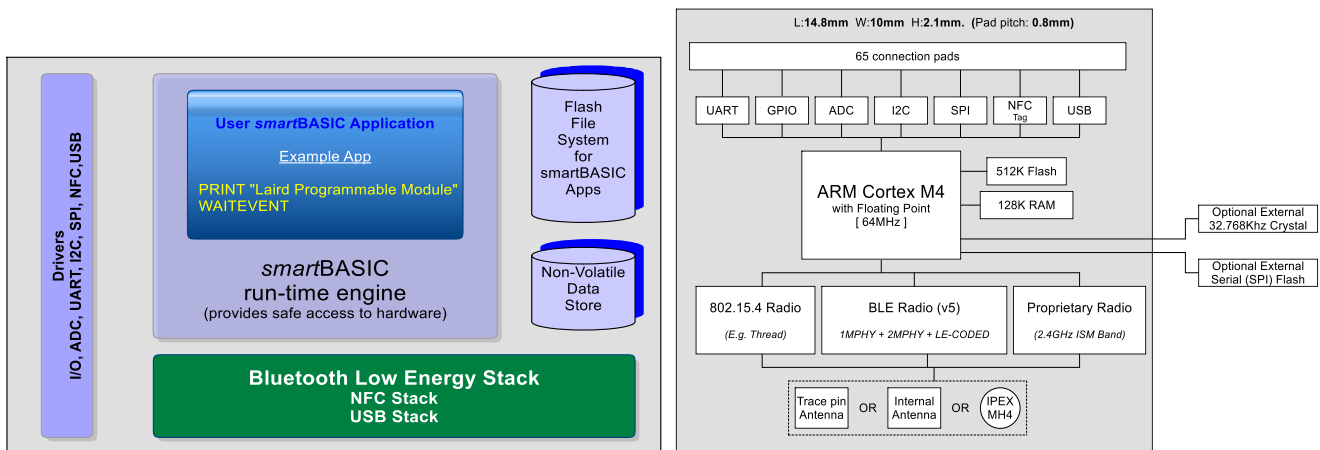 Drivers
I/O, ADC, UART, I2C, SPI, NFC,USB
User smartBASIC Application
Example App
PRINT "Laird Programmable Module"
WAITEVENT
smartBASIC
run-time engine
(provides safe access to hardware)
Flash
File
System
for
smartBASIC
Apps
Non-Volatile
Data
Store
Bluetooth Low Energy Stack
NFC Stack
USB Stack
L:14.8mm W:10mm H:2.1mm. (Pad pitch: 0.8mm)
65 connection pads
UART
GPIO
ADC
I2C
SPI
NFC
Tag
USB
ARM Cortex M4
with Floating Point
[ 64MHz ]
512K Flash
128K RAM
Optional External
32.768Khz Crystal
Optional External
Serial (SPI) Flash
802.15.4 Radio
(E.g. Thread)
BLE Radio (v5)
1MPHY + 2MPHY + LE-CODED
Proprietary Radio
(2.4GHz ISM Band)
Trace pin
Antenna
OR
Internal
Antenna
OR
IPEX
MH4